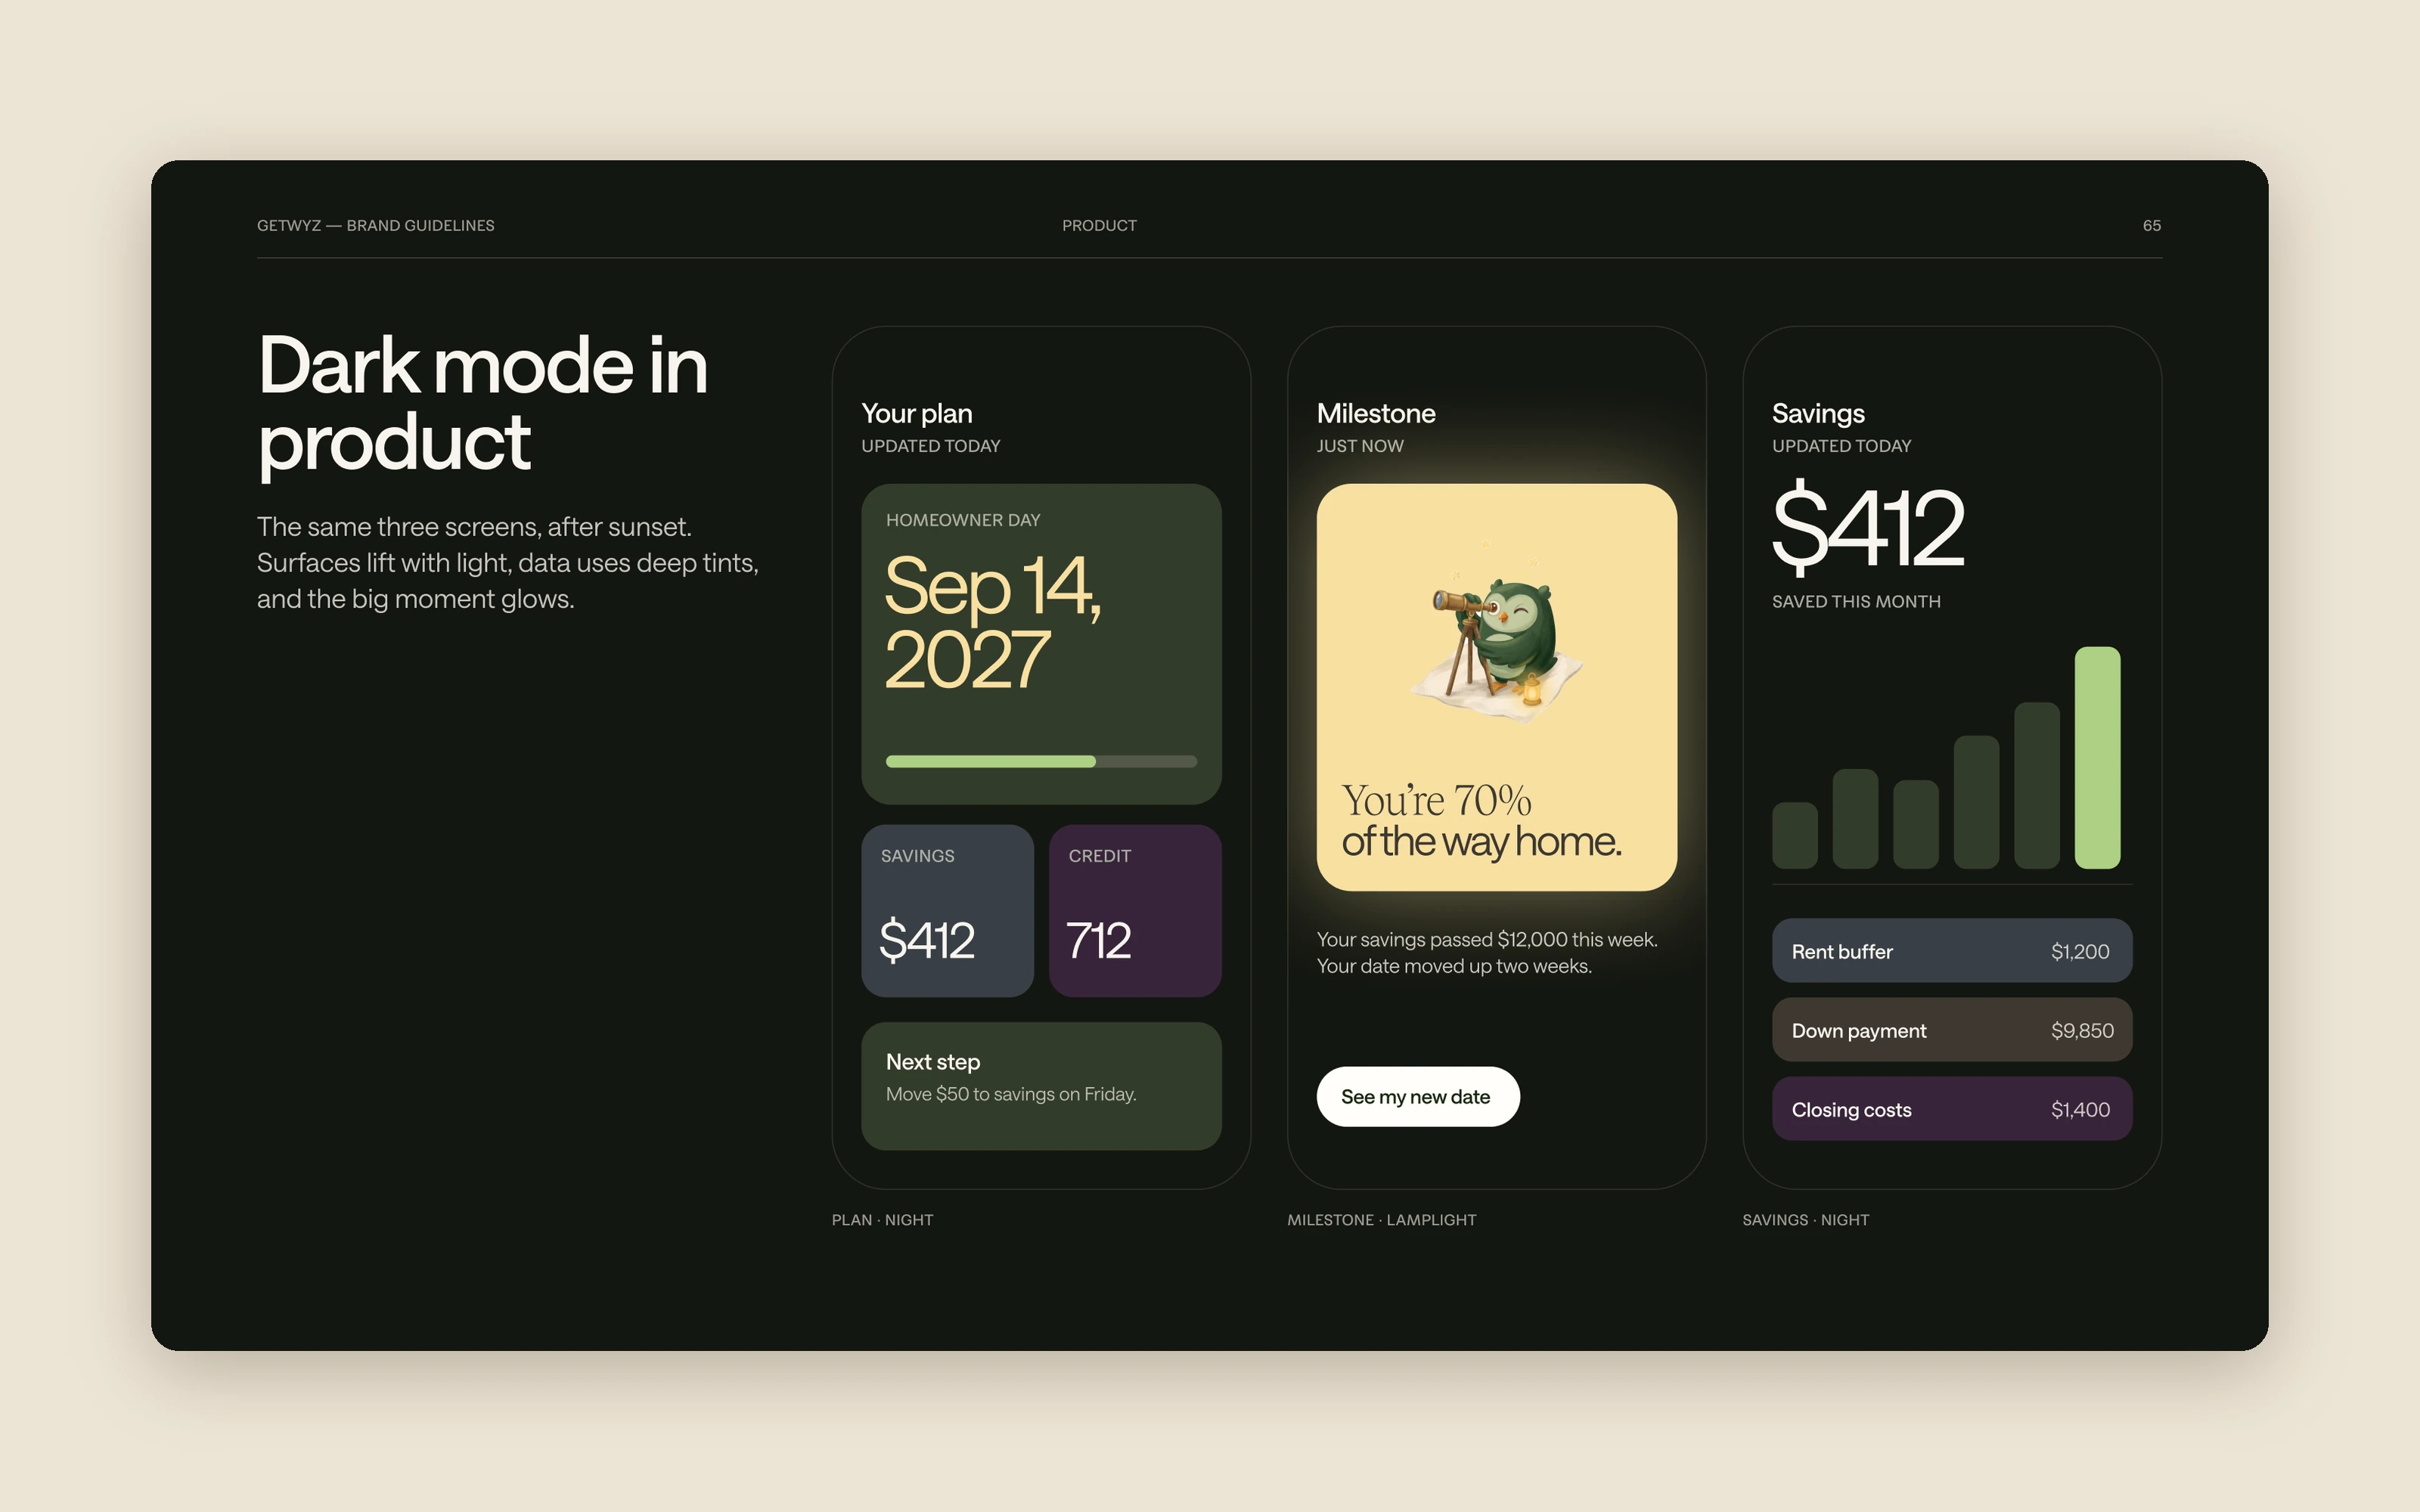 GETWYZ — BRAND GUIDELINES
PRODUCT
65
Dark mode in
product
The same three screens, after sunset.
Surfaces lift with light, data uses deep tints,
and the big moment glows.
Your plan
UPDATED TODAY
HOMEOWNER DAY
Sep 14,
2027
SAVINGS
$412
CREDIT
712
Next step
Move $50 to savings on Friday.
PLAN · NIGHT
Milestone
JUST NOW
You’re 70%
of the way home.
Your savings passed $12,000 this week.
Your date moved up two weeks.
See my new date
MILESTONE · LAMPLIGHT
Savings
UPDATED TODAY
$412
SAVED THIS MONTH
Rent buffer $1,200
Down payment $9,850
Closing costs $1,400
SAVINGS · NIGHT